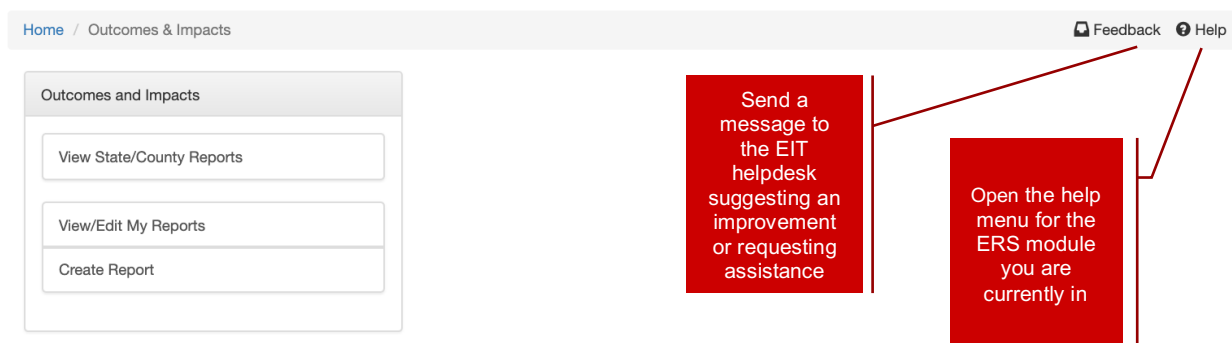 Home / Outcomes & Impacts
Feedback
Help
Outcomes and Impacts
View State/County Reports
View/Edit My Reports
Create Report
Send a
message to
the EIT
helpdesk
suggesting an
improvement
or requesting
assistance
Open the help
menu for the
ERS module
you are
currently in